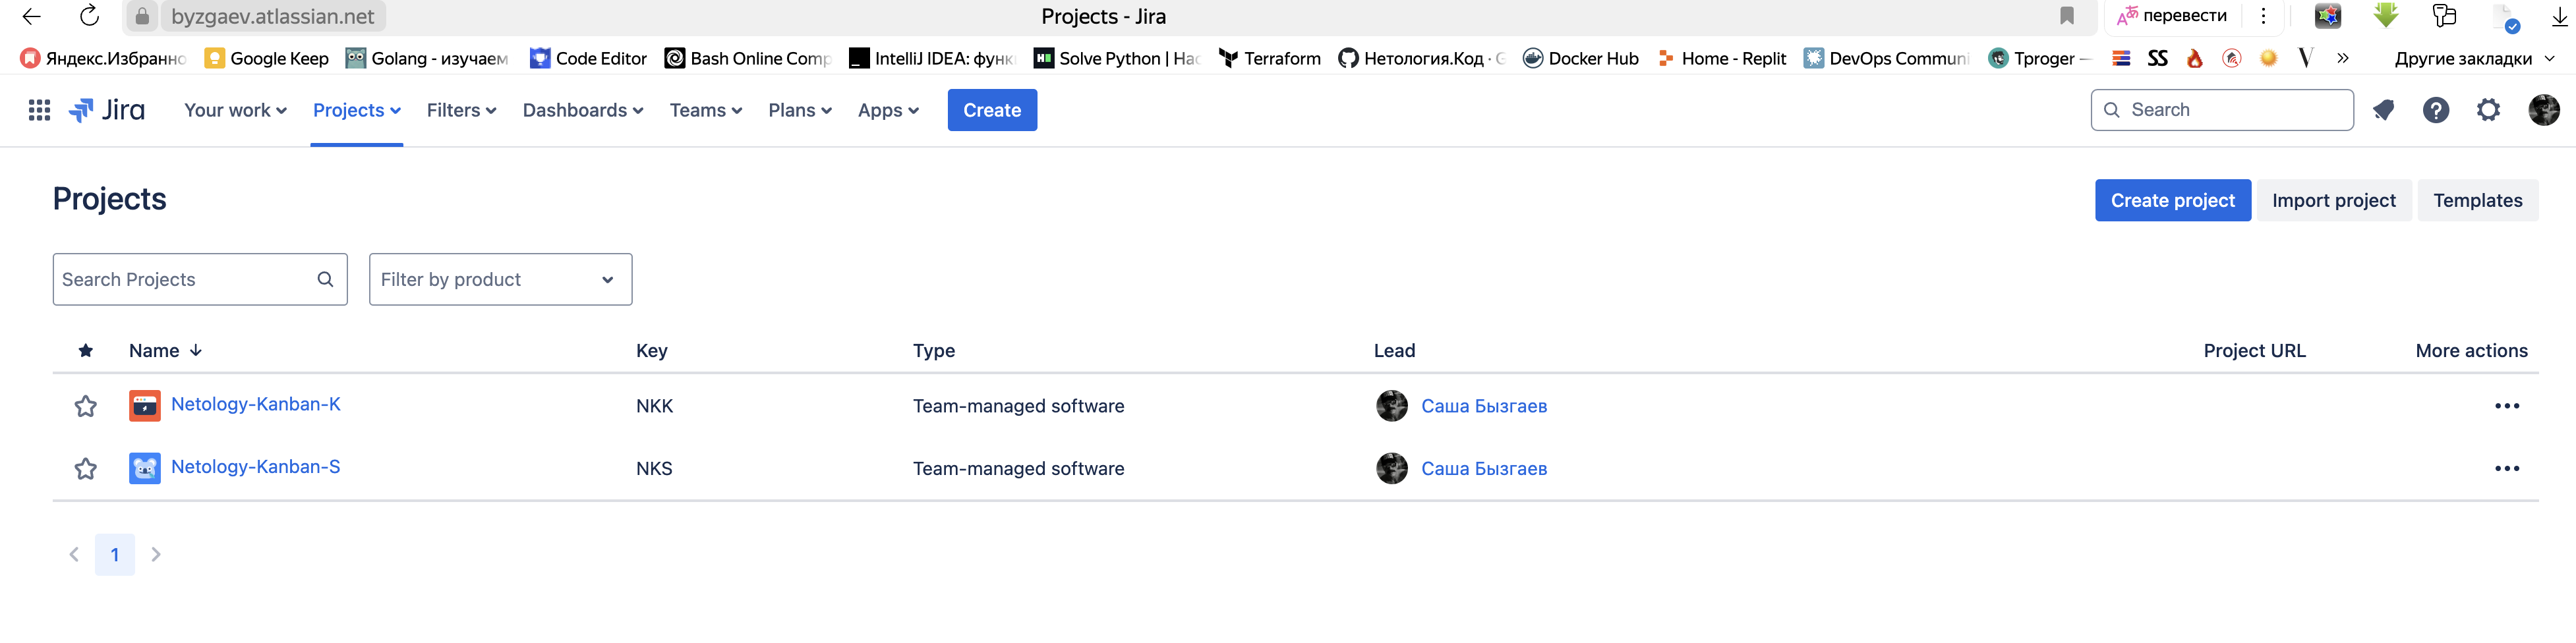 byzgaev.atlassian.net Projects - Jira перевести
Яндекс.Избранно Google Keep Golang - изучаем Code Editor Bash Online Comp IntelliJ IDEA: функ Solve Python | Hac Terraform Нетология.Код · G Docker Hub Home - Replit DevOps Communi Tproger — SS V » Другие закладки
Jira Your work Projects Filters Dashboards Teams Plans Apps Create Search
Projects Create project Import project Templates
Search Projects Filter by product
Name Key Type Lead Project URL More actions
Netology-Kanban-K NKK Team-managed software Саша Бызгаев
Netology-Kanban-S NKS Team-managed software Саша Бызгаев
1